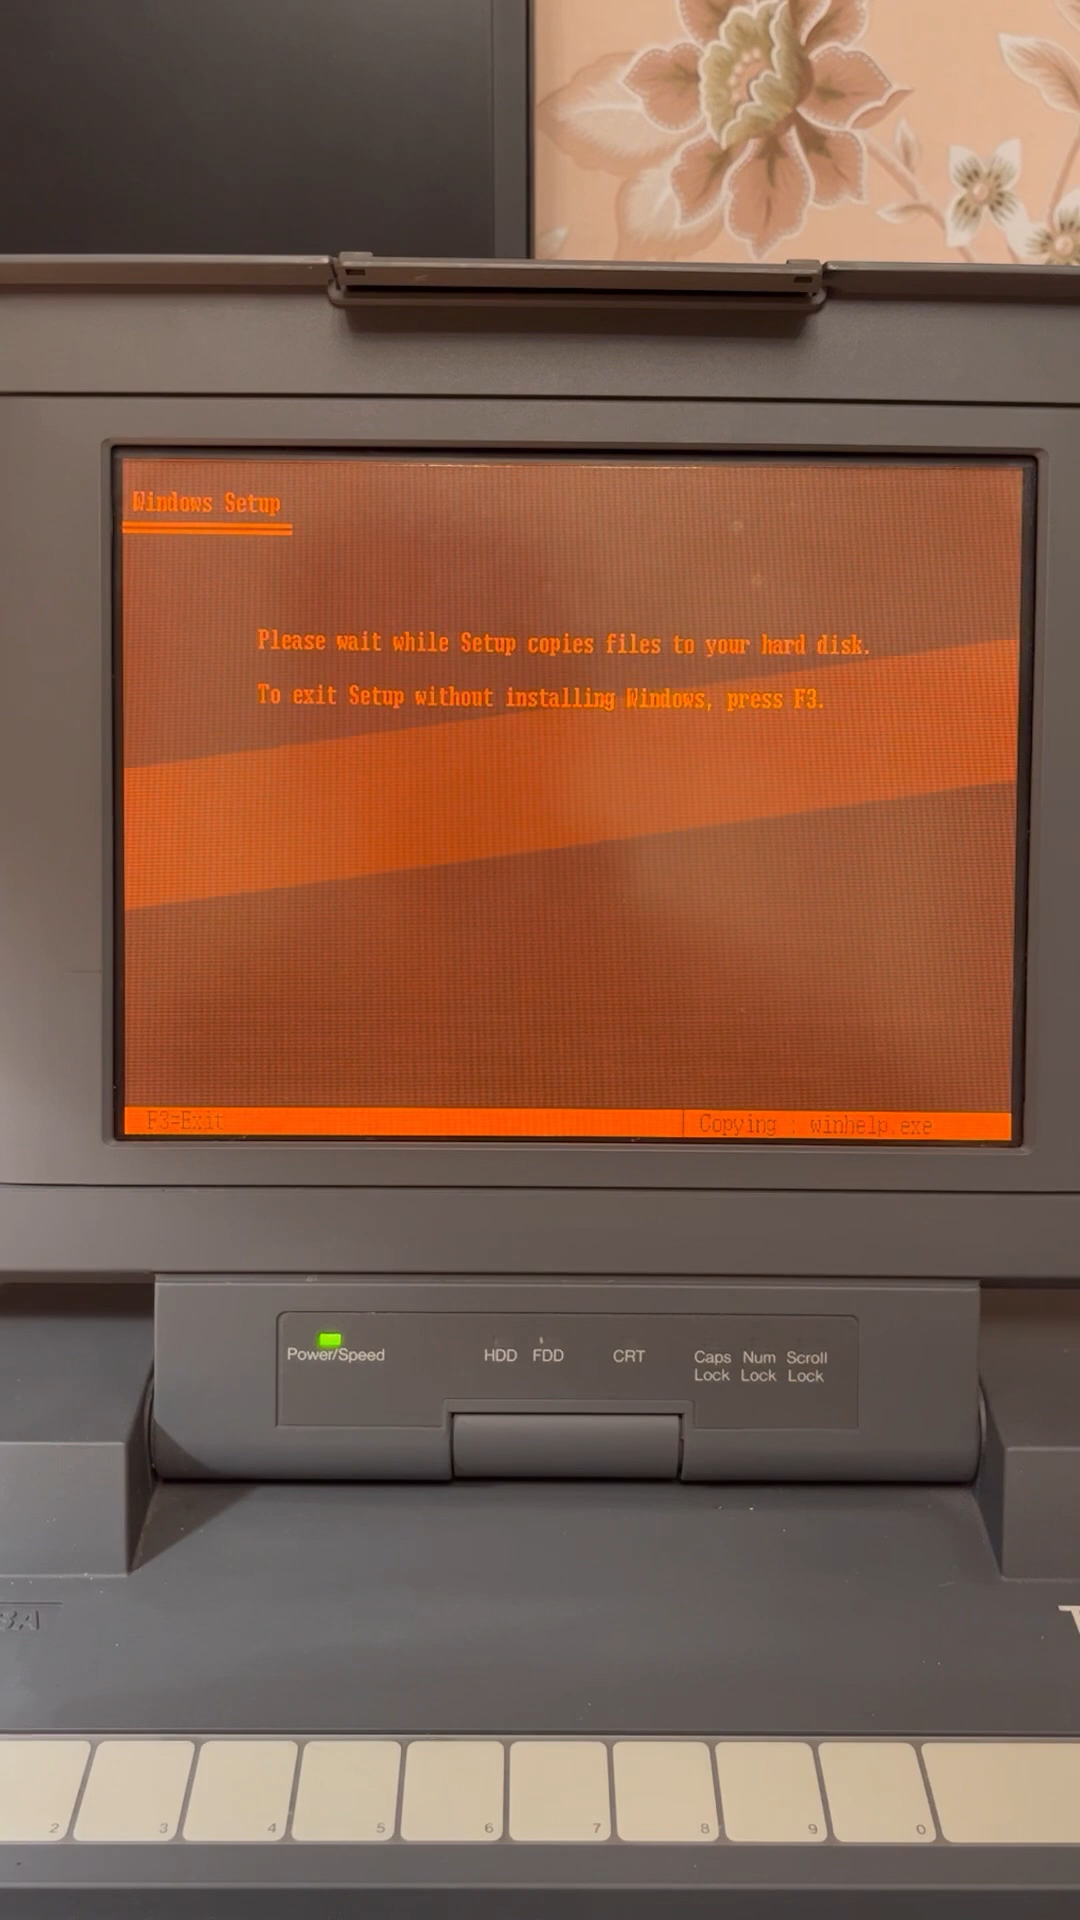 Windows Setup
Please wait while Setup copies files to your hard disk.
To exit Setup without installing Windows, press F3.
F3=Exit
Copying : winhelp.exe
Power/Speed
HDD
FDD
CRT
Caps Lock
Num Lock
Scroll Lock
2
3
4
5
6
7
8
9
0